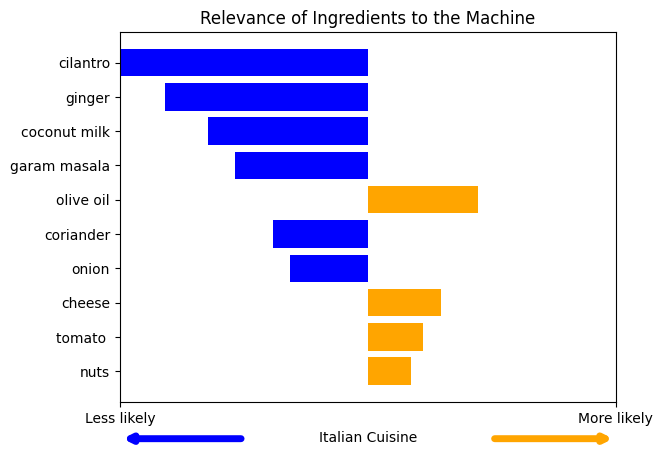 Relevance of Ingredients to the Machine
cilantro
ginger
coconut milk
garam masala
olive oil
coriander
onion
cheese
tomato
nuts
Less likely
More likely
Italian Cuisine